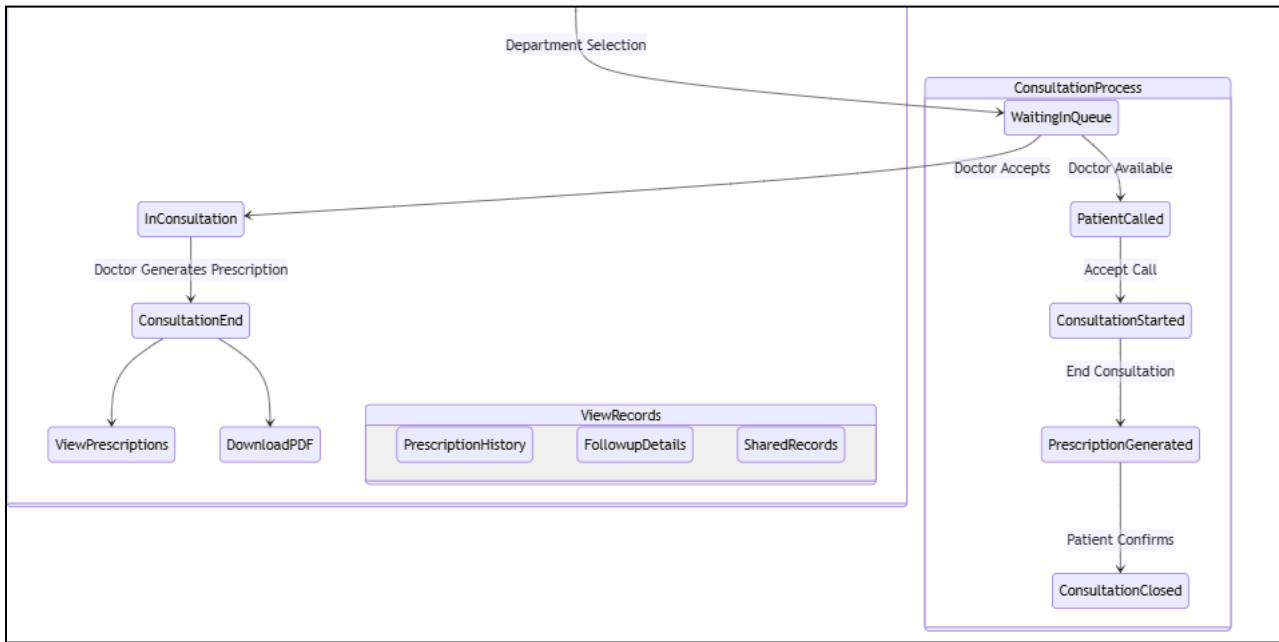 Department Selection
ConsultationProcess
WaitingInQueue
Doctor Accepts
Doctor Available
InConsultation
PatientCalled
Doctor Generates Prescription
Accept Call
ConsultationEnd
ConsultationStarted
End Consultation
ViewRecords
ViewPrescriptions
DownloadPDF
PrescriptionHistory
FollowupDetails
SharedRecords
PrescriptionGenerated
Patient Confirms
ConsultationClosed